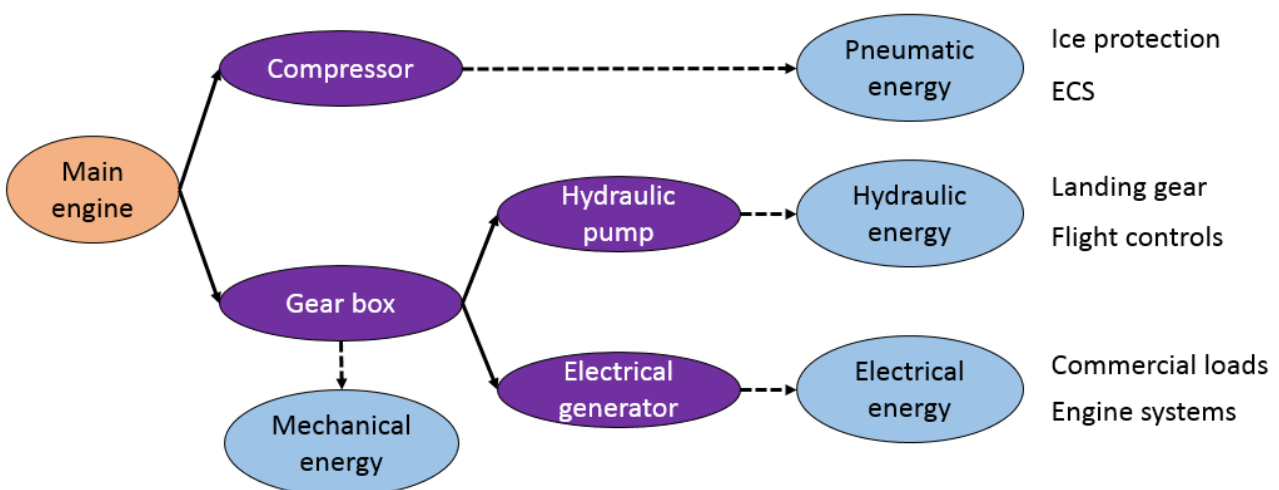 Compressor
Pneumatic
energy
Ice protection
ECS
Main
engine
Hydraulic
pump
Hydraulic
energy
Landing gear
Flight controls
Gear box
Electrical
generator
Electrical
energy
Commercial loads
Engine systems
Mechanical
energy